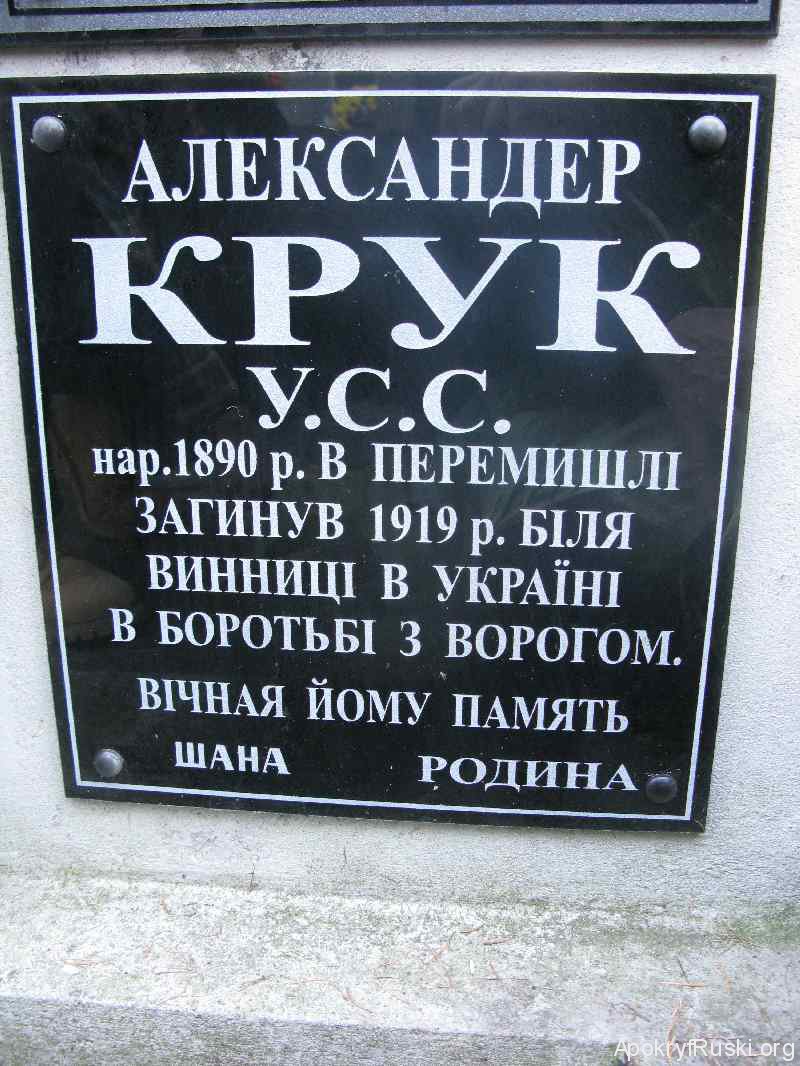 АЛЕКСАНДЕР
КРУК
У.С.С.
нар.1890 р. В ПЕРЕМИШЛІ
ЗАГИНУВ 1919 р. БІЛЯ
ВИННИЦІ В УКРАЇНІ
В БОРОТЬБІ З ВОРОГОМ.
ВІЧНАЯ ЙОМУ ПАМЯТЬ
ШАНА РОДИНА
ApokryfRuski.org